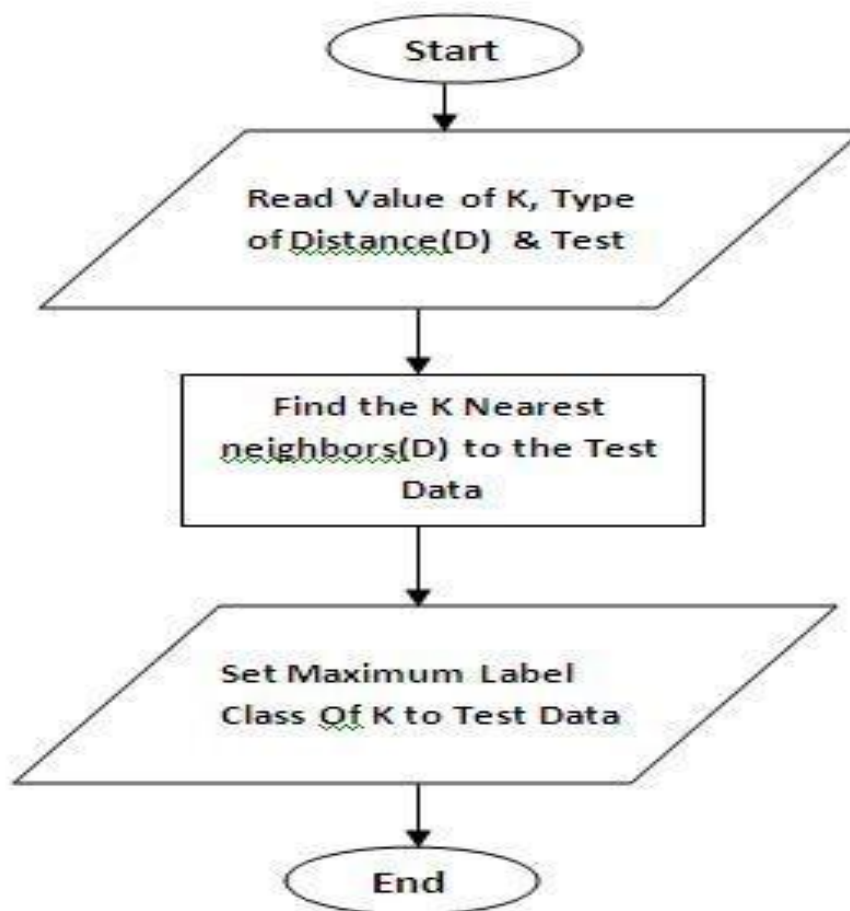 Start
Read Value of K, Type
of Distance(D) & Test
Find the K Nearest
neighbors(D) to the Test
Data
Set Maximum Label
Class Of K to Test Data
End